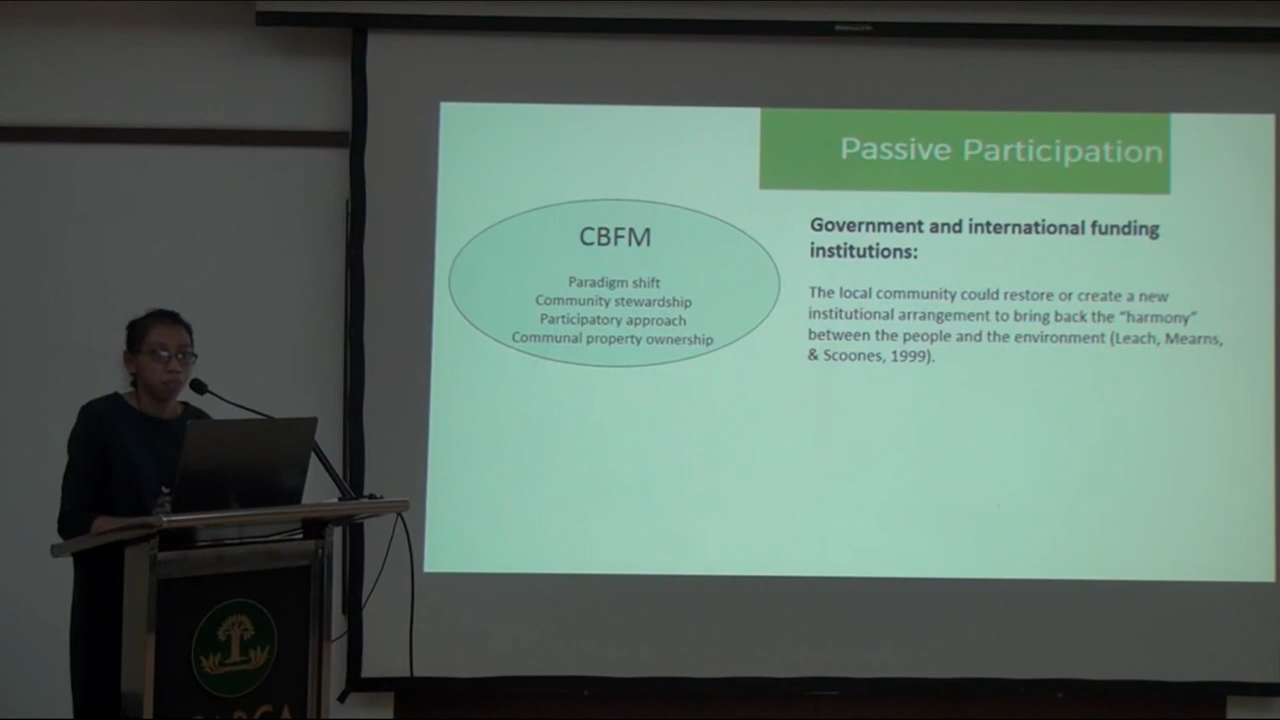 Passive Participation
CBFM
Paradigm shift
Community stewardship
Participatory approach
Communal property ownership
Government and international funding
institutions:
The local community could restore or create a new
institutional arrangement to bring back the “harmony”
between the people and the environment (Leach, Mearns,
& Scoones, 1999).